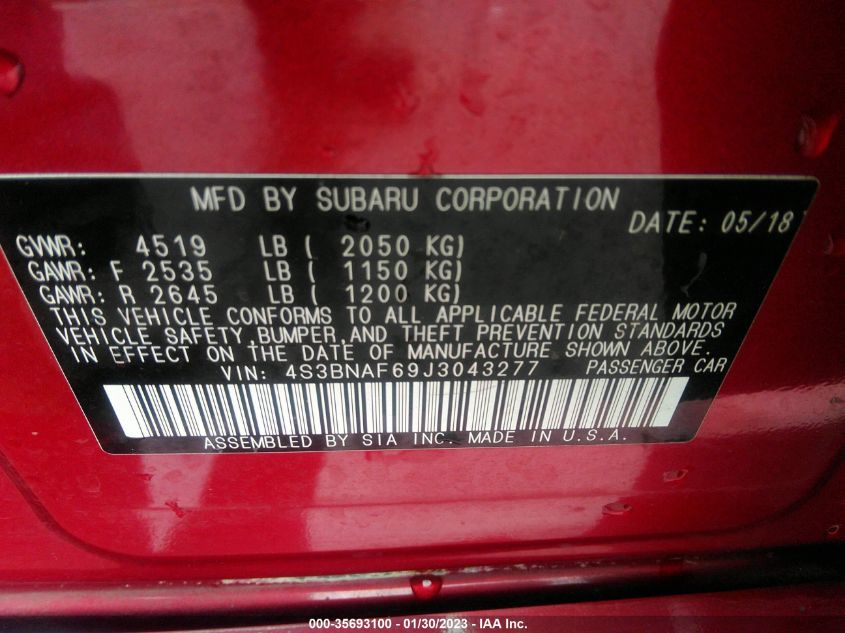 MFD BY SUBARU CORPORATION
DATE: 05/18
GVWR: 4519 LB ( 2050 KG)
GAWR: F 2535 LB ( 1150 KG)
GAWR: R 2645 LB ( 1200 KG)
THIS VEHICLE CONFORMS TO ALL APPLICABLE FEDERAL MOTOR
VEHICLE SAFETY,BUMPER,AND THEFT PREVENTION STANDARDS
IN EFFECT ON THE DATE OF MANUFACTURE SHOWN ABOVE.
VIN: 4S3BNAF69J3043277 PASSENGER CAR
ASSEMBLED BY SIA INC. MADE IN U.S.A.
000-35693100 - 01/30/2023 - IAA Inc.